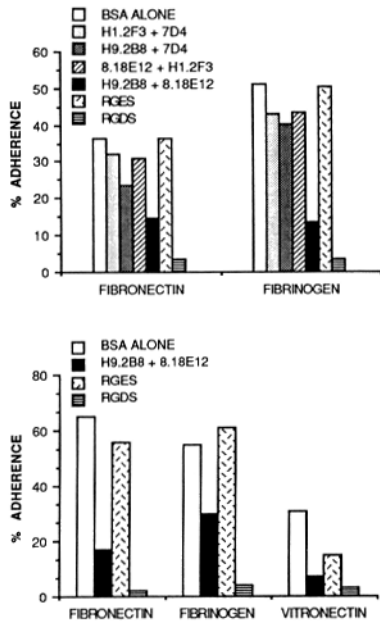 BSA ALONE
H1.2F3 + 7D4
H9.2B8 + 7D4
8.18E12 + H1.2F3
H9.2B8 + 8.18E12
RGES
RGDS
% ADHERENCE
60
50
40
30
20
10
0
FIBRONECTIN FIBRINOGEN
BSA ALONE
H9.2B8 + 8.18E12
RGES
RGDS
% ADHERENCE
80
60
40
20
0
FIBRONECTIN FIBRINOGEN VITRONECTIN